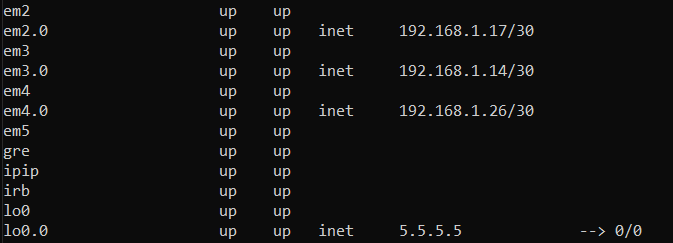 em2 up up
em2.0 up up inet 192.168.1.17/30
em3 up up
em3.0 up up inet 192.168.1.14/30
em4 up up
em4.0 up up inet 192.168.1.26/30
em5 up up
gre up up
ipip up up
irb up up
lo0 up up
lo0.0 up up inet 5.5.5.5 --> 0/0